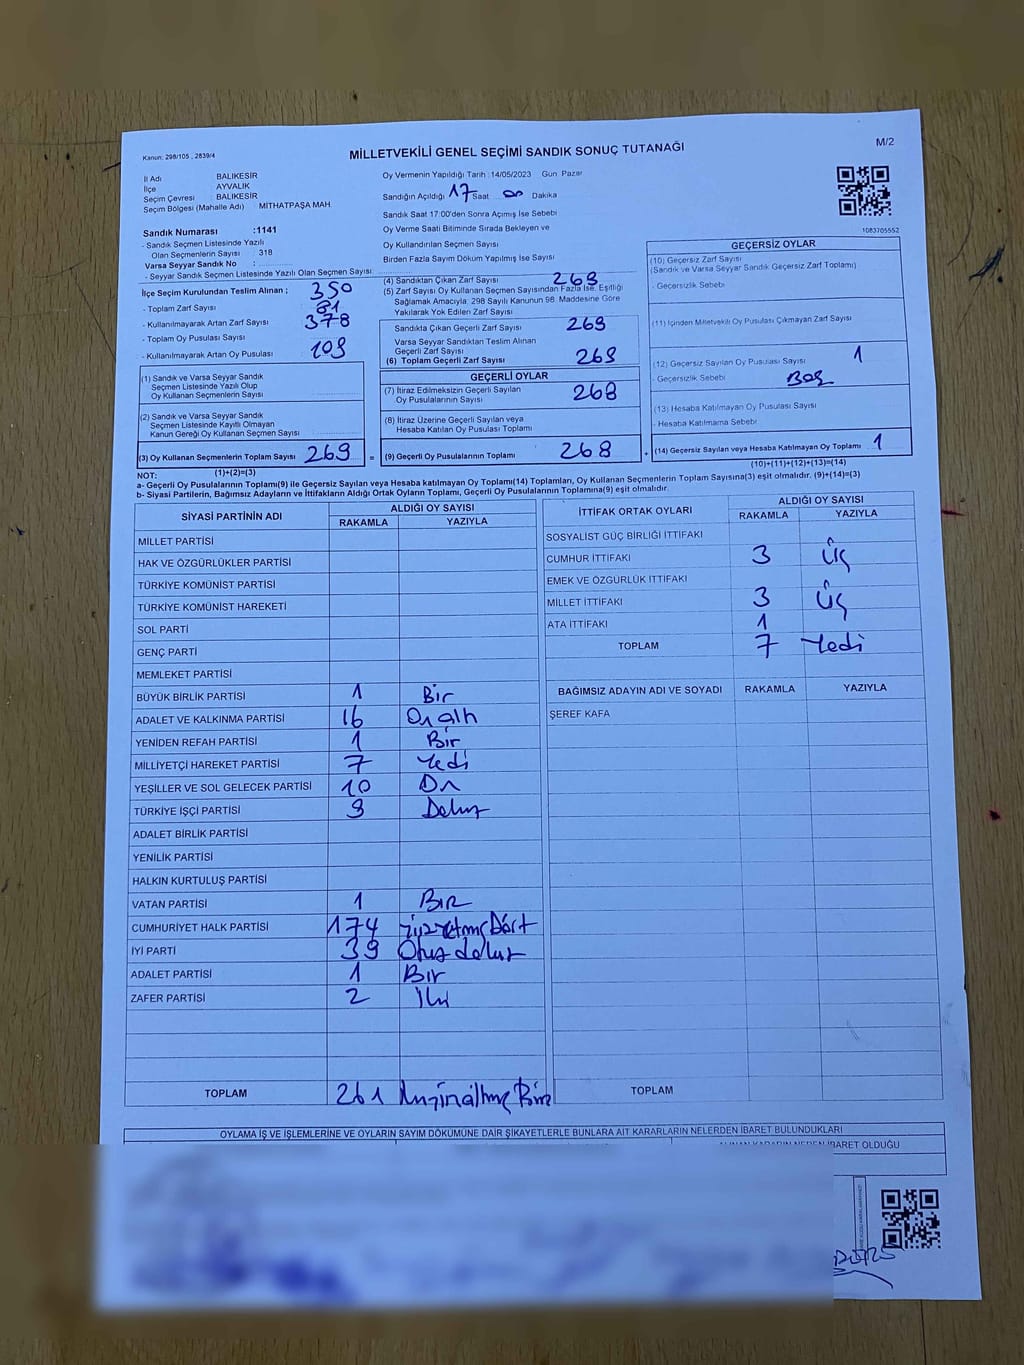 Kanun: 298/105 , 2839/4
MİLLETVEKİLİ GENEL SEÇİMİ SANDIK SONUÇ TUTANAĞI
M/2
İl Adı BALIKESİR
İlçe AYVALIK
Seçim Çevresi BALIKESİR
Seçim Bölgesi (Mahalle Adı) MİTHATPAŞA MAH.
Oy Vermenin Yapıldığı Tarih :14/05/2023 Gün Pazar
Sandığın Açıldığı 17 Saat 00 Dakika
Sandık Saat 17:00'den Sonra Açımış İse Sebebi
Oy Verme Saati Bitiminde Sırada Bekleyen ve
Oy Kullandırılan Seçmen Sayısı
Birden Fazla Sayım Döküm Yapılmış İse Sayısı
1083705552
Sandık Numarası :1141
- Sandık Seçmen Listesinde Yazılı
Olan Seçmenlerin Sayısı : 318
Varsa Seyyar Sandık No :
- Seyyar Sandık Seçmen Listesinde Yazılı Olan Seçmen Sayısı
İlçe Seçim Kurulundan Teslim Alınan ;
- Toplam Zarf Sayısı 350
- Kullanılmayarak Artan Zarf Sayısı 81
- Toplam Oy Pusulası Sayısı 378
- Kullanılmayarak Artan Oy Pusulası 109
(1) Sandık ve Varsa Seyyar Sandık
Seçmen Listesinde Yazılı Olup
Oy Kullanan Seçmenlerin Sayısı
(2) Sandık ve Varsa Seyyar Sandık
Seçmen Listesinde Kayıtlı Olmayan
Kanun Gereği Oy Kullanan Seçmen Sayısı
(3) Oy Kullanan Seçmenlerin Toplam Sayısı 269 =
(1)+(2)=(3)
(4) Sandıktan Çıkan Zarf Sayısı 269
(5) Zarf Sayısı Oy Kullanan Seçmen Sayısından Fazla İse, Eşitliği
Sağlamak Amacıyla; 298 Sayılı Kanunun 98. Maddesine Göre
Yakılarak Yok Edilen Zarf Sayısı
Sandıkta Çıkan Geçerli Zarf Sayısı 269
Varsa Seyyar Sandıktan Teslim Alınan
Geçerli Zarf Sayısı
(6) Toplam Geçerli Zarf Sayısı 269
GEÇERLİ OYLAR
(7) İtiraz Edilmeksizin Geçerli Sayılan
Oy Pusulalarının Sayısı 268
(8) İtiraz Üzerine Geçerli Sayılan veya
Hesaba Katılan Oy Pusulası Toplamı
(9) Geçerli Oy Pusulalarının Toplamı 268 +
GEÇERSİZ OYLAR
(10) Geçersiz Zarf Sayısı
(Sandık ve Varsa Seyyar Sandık Geçersiz Zarf Toplamı)
- Geçersizlik Sebebi
(11) İçinden Milletvekili Oy Pusulası Çıkmayan Zarf Sayısı
(12) Geçersiz Sayılan Oy Pusulası Sayısı 1
- Geçersizlik Sebebi Boş
(13) Hesaba Katılmayan Oy Pusulası Sayısı
- Hesaba Katılmama Sebebi
(14) Geçersiz Sayılan veya Hesaba Katılmayan Oy Toplamı 1
(10)+(11)+(12)+(13)=(14)
NOT:
a- Geçerli Oy Pusulalarının Toplamı(9) ile Geçersiz Sayılan veya Hesaba katılmayan Oy Toplamı(14) Toplamları, Oy Kullanan Seçmenlerin Toplam Sayısına(3) eşit olmalıdır. (9)+(14)=(3)
b- Siyasi Partilerin, Bağımsız Adayların ve İttifakların Aldığı Ortak Oyların Toplamı, Geçerli Oy Pusulalarının Toplamına(9) eşit olmalıdır
SİYASİ PARTİNİN ADI
ALDIĞI OY SAYISI
RAKAMLA YAZIYLA
MİLLET PARTİSİ
HAK VE ÖZGÜRLÜKLER PARTİSİ
TÜRKİYE KOMÜNİST PARTİSİ
TÜRKİYE KOMÜNİST HAREKETİ
SOL PARTİ
GENÇ PARTİ
MEMLEKET PARTİSİ
BÜYÜK BİRLİK PARTİSİ 1 Bir
ADALET VE KALKINMA PARTİSİ 16 On altı
YENİDEN REFAH PARTİSİ 1 Bir
MİLLİYETÇİ HAREKET PARTİSİ 7 Yedi
YEŞİLLER VE SOL GELECEK PARTİSİ 10 On
TÜRKİYE İŞÇİ PARTİSİ 9 Dokuz
ADALET BİRLİK PARTİSİ
YENİLİK PARTİSİ
HALKIN KURTULUŞ PARTİSİ
VATAN PARTİSİ 1 BİR
CUMHURİYET HALK PARTİSİ 174 Yüzyetmiş Dört
İYİ PARTİ 39 Otuz dokuz
ADALET PARTİSİ 1 Bir
ZAFER PARTİSİ 2 İki
TOPLAM 261 İkiyüzaltmış Bir
İTTİFAK ORTAK OYLARI
ALDIĞI OY SAYISI
RAKAMLA YAZIYLA
SOSYALİST GÜÇ BİRLİĞİ İTTİFAKI
CUMHUR İTTİFAKI 3 Üç
EMEK VE ÖZGÜRLÜK İTTİFAKI
MİLLET İTTİFAKI 3 Üç
ATA İTTİFAKI 1
TOPLAM 7 Yedi
BAĞIMSIZ ADAYIN ADI VE SOYADI RAKAMLA YAZIYLA
ŞEREF KAFA
TOPLAM
OYLAMA İŞ VE İŞLEMLERİNE VE OYLARIN SAYIM DÖKÜMÜNE DAİR ŞİKAYETLERLE BUNLARA AİT KARARLARIN NELERDEN İBARET BULUNDUKLARI
ALINAN KARARIN NEDEN İBARET OLDUĞU